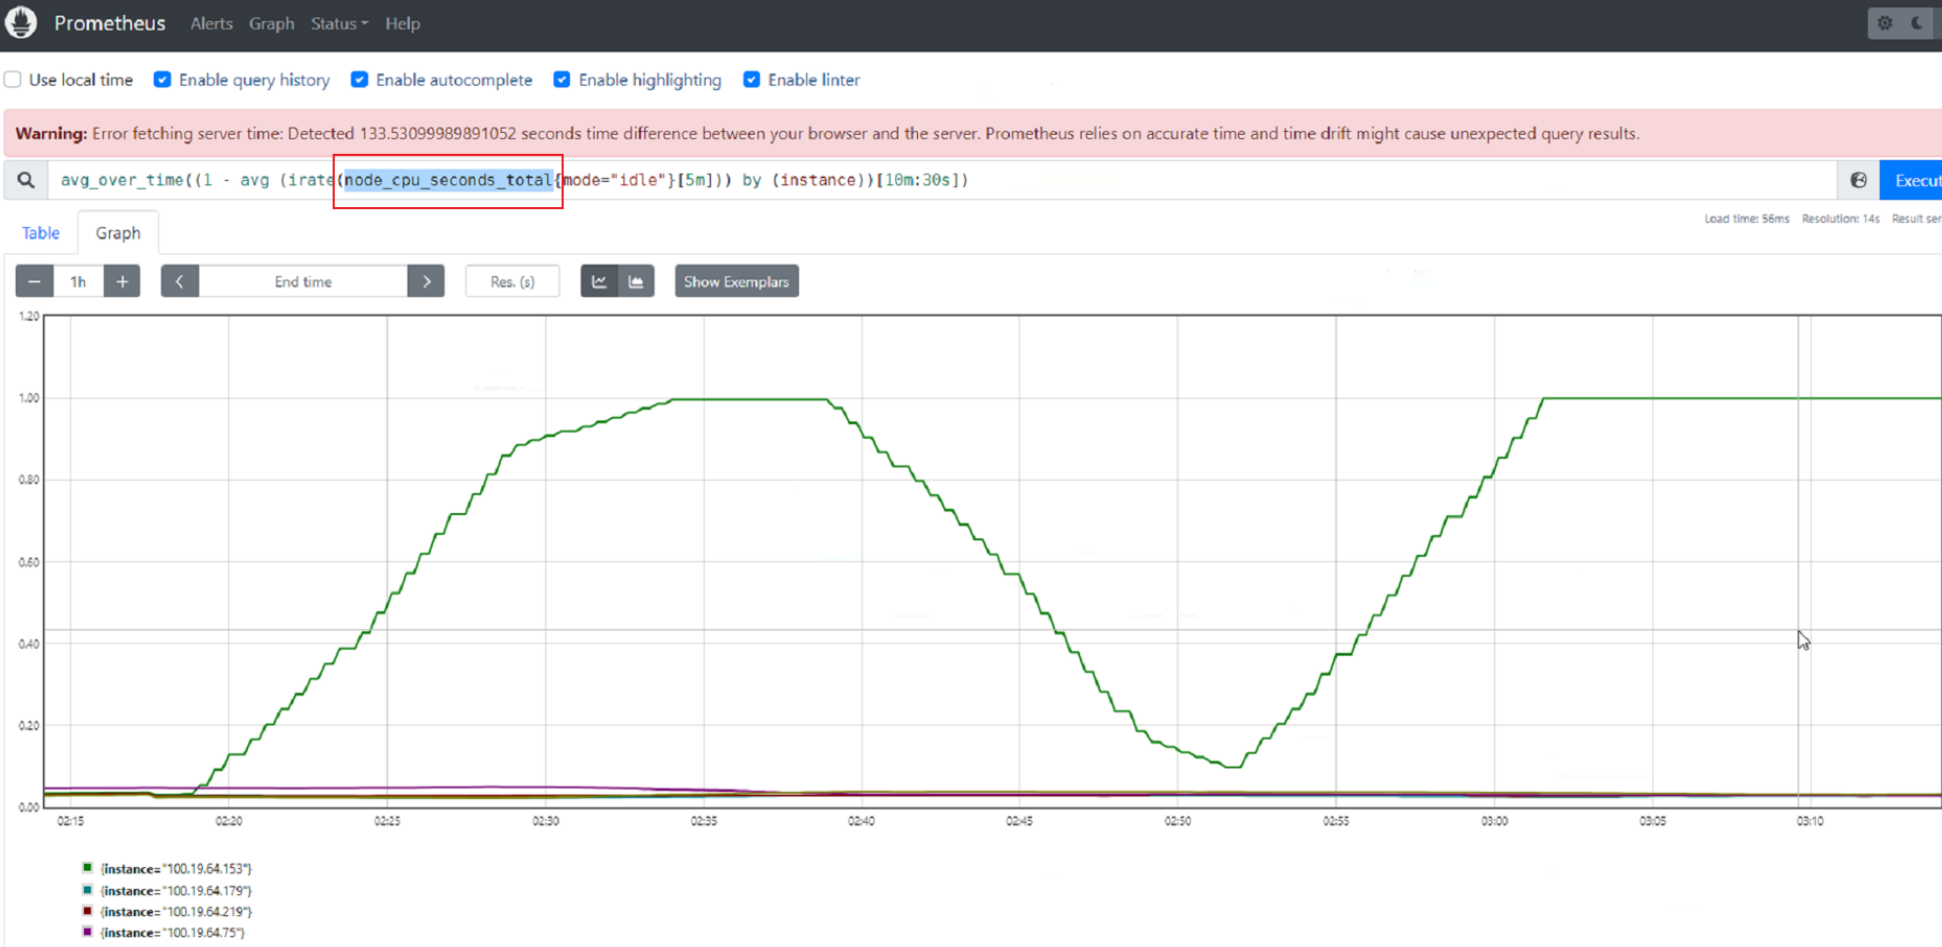 Prometheus Alerts Graph Status Help
Use local time Enable query history Enable autocomplete Enable highlighting Enable linter
Warning: Error fetching server time: Detected 133.53099989891052 seconds time difference between your browser and the server. Prometheus relies on accurate time and time drift might cause unexpected query results.
avg_over_time((1 - avg (irate(node_cpu_seconds_total{mode="idle"}[5m])) by (instance))[10m:30s])
Execut
Load time: 56ms Resolution: 14s Result ser
Table Graph
− 1h + < End time > Res. (s) Show Exemplars
1.20
1.00
0.80
0.60
0.40
0.20
0.00
02:15 02:20 02:25 02:30 02:35 02:40 02:45 02:50 02:55 03:00 03:05 03:10
{instance="100.19.64.153"}
{instance="100.19.64.179"}
{instance="100.19.64.219"}
{instance="100.19.64.75"}